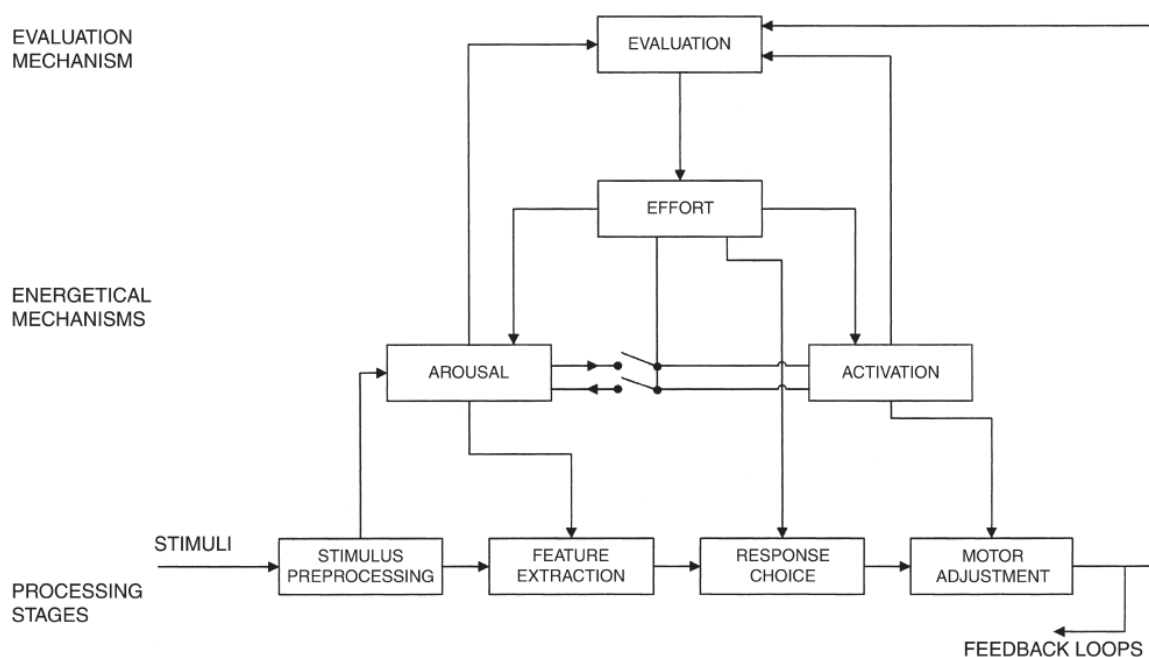 EVALUATION
MECHANISM
EVALUATION
EFFORT
ENERGETICAL
MECHANISMS
AROUSAL
ACTIVATION
STIMULI
STIMULUS
PREPROCESSING
FEATURE
EXTRACTION
RESPONSE
CHOICE
MOTOR
ADJUSTMENT
PROCESSING
STAGES
FEEDBACK LOOPS